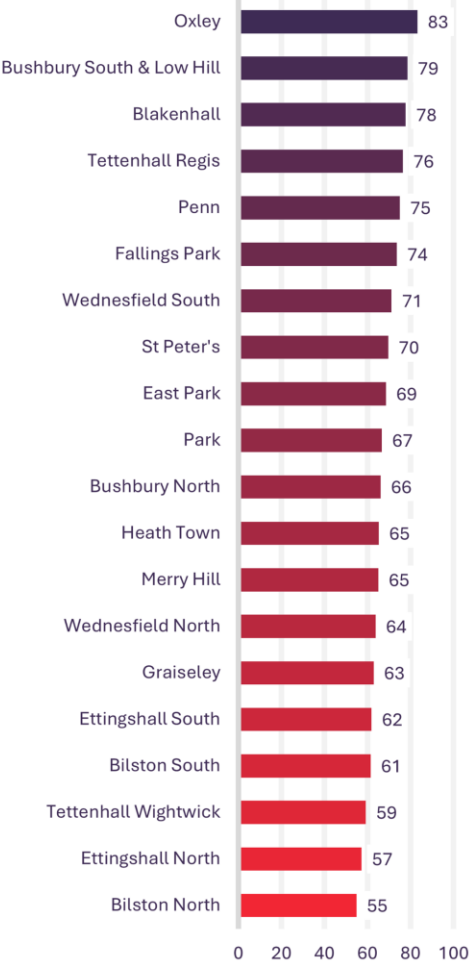 Oxley 83
Bushbury South & Low Hill 79
Blakenhall 78
Tettenhall Regis 76
Penn 75
Fallings Park 74
Wednesfield South 71
St Peter's 70
East Park 69
Park 67
Bushbury North 66
Heath Town 65
Merry Hill 65
Wednesfield North 64
Graiseley 63
Ettingshall South 62
Bilston South 61
Tettenhall Wightwick 59
Ettingshall North 57
Bilston North 55
0 20 40 60 80 100